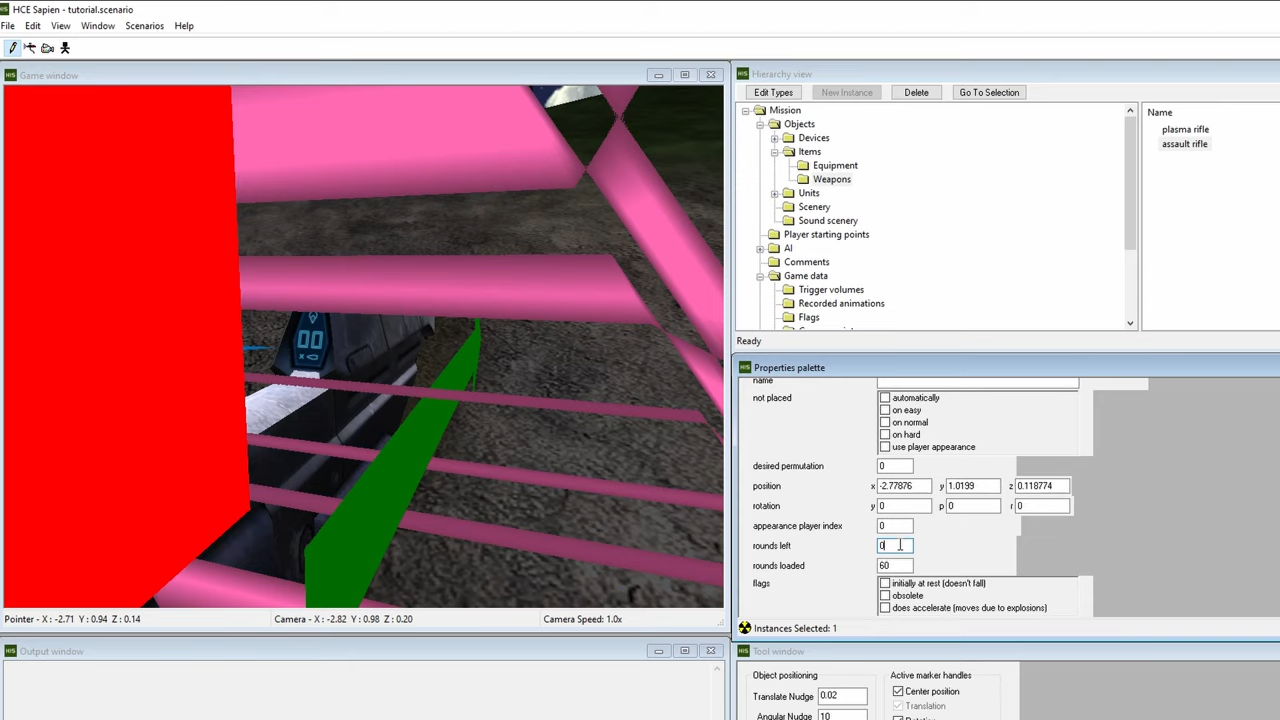 HCE Sapien - tutorial.scenario
File Edit View Window Scenarios Help
Game window
00
Pointer - X : -2.71 Y : 0.94 Z : 0.14 Camera - X : -2.82 Y : 0.98 Z : 0.20 Camera Speed: 1.0x
Output window
Hierarchy view
Edit Types New Instance Delete Go To Selection
Mission
Objects
Devices
Items
Equipment
Weapons
Units
Scenery
Sound scenery
Player starting points
AI
Comments
Game data
Trigger volumes
Recorded animations
Flags
Name
plasma rifle
assault rifle
Ready
Properties palette
name
not placed automatically
on easy
on normal
on hard
use player appearance
desired permutation 0
position x -2.77876 y 1.0199 z 0.118774
rotation y 0 p 0 r 0
appearance player index 0
rounds left 0
rounds loaded 60
flags initially at rest (doesn't fall)
obsolete
does accelerate (moves due to explosions)
Instances Selected: 1
Tool window
Object positioning Active marker handles
Translate Nudge 0.02 Center position
Translation
Angular Nudge 10